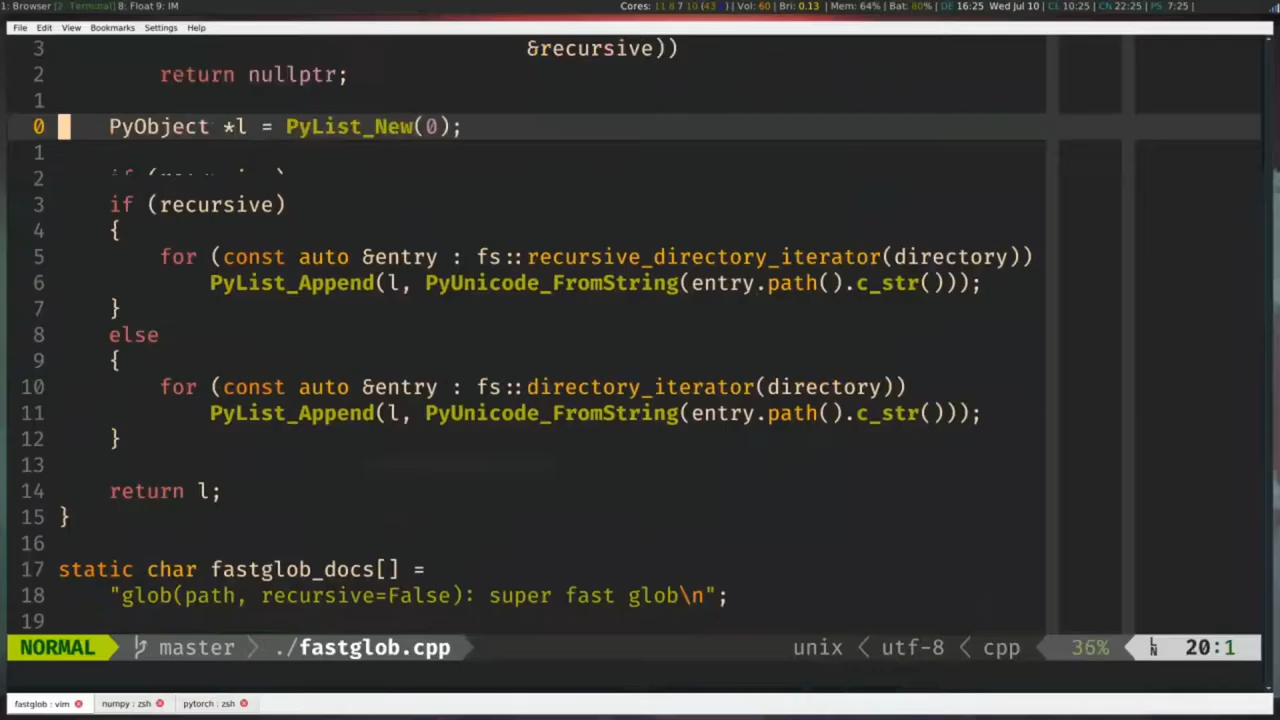 1: Browser [2: Terminal] 8: Float 9: IM
Cores: 11 8 7 10 (43 ) | Vol: 60 | Bri: 0.13 | Mem: 64% | Bat: 80% | DE 16:25 Wed Jul 10 | CL 10:25 | CN 22:25 | PS 7:25 |
File Edit View Bookmarks Settings Help
3 &recursive))
2 return nullptr;
1
0 PyObject *l = PyList_New(0);
1
2
3 if (recursive)
4 {
5 for (const auto &entry : fs::recursive_directory_iterator(directory))
6 PyList_Append(l, PyUnicode_FromString(entry.path().c_str()));
7 }
8 else
9 {
10 for (const auto &entry : fs::directory_iterator(directory))
11 PyList_Append(l, PyUnicode_FromString(entry.path().c_str()));
12 }
13
14 return l;
15 }
16
17 static char fastglob_docs[] =
18 "glob(path, recursive=False): super fast glob\n";
19
NORMAL master ./fastglob.cpp unix utf-8 cpp 36% LN 20:1
fastglob : vim numpy : zsh pytorch : zsh